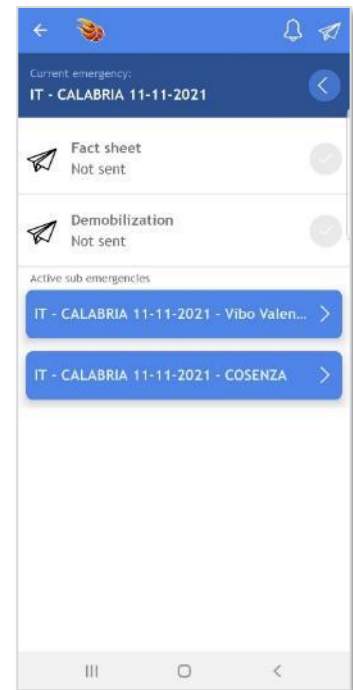 Current emergency:
IT - CALABRIA 11-11-2021
Fact sheet
Not sent
Demobilization
Not sent
Active sub emergencies
IT - CALABRIA 11-11-2021 - Vibo Valen...
IT - CALABRIA 11-11-2021 - COSENZA